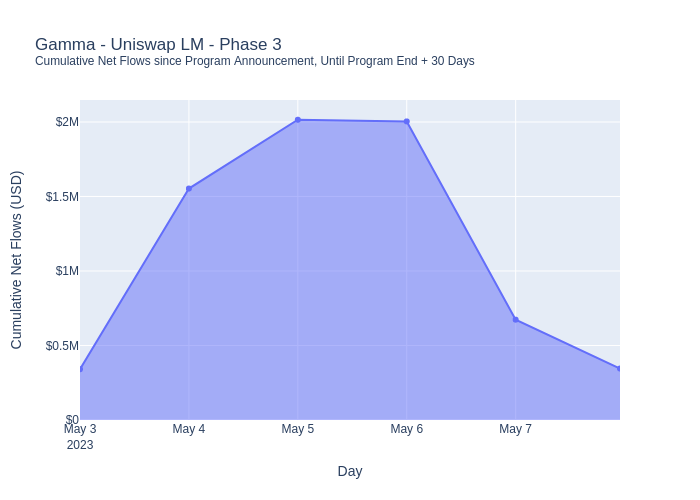 Gamma - Uniswap LM - Phase 3
Cumulative Net Flows since Program Announcement, Until Program End + 30 Days
Cumulative Net Flows (USD)
$2M
$1.5M
$1M
$0.5M
$0
May 3
2023
May 4
May 5
May 6
May 7
Day